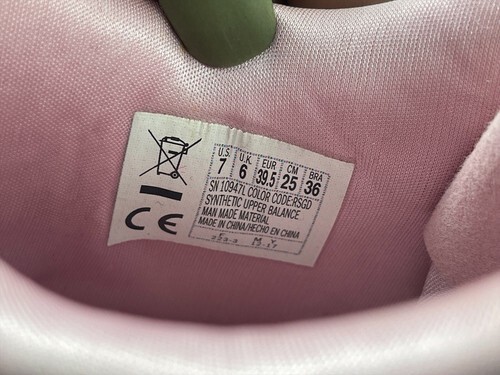 U.S. U.K. EUR CM BRA
7 6 39.5 25 36
SN 10947L COLOR CODE:RSGD
SYNTHETIC UPPER BALANCE
MAN MADE MATERIAL
MADE IN CHINA/HECHO EN CHINA
CE